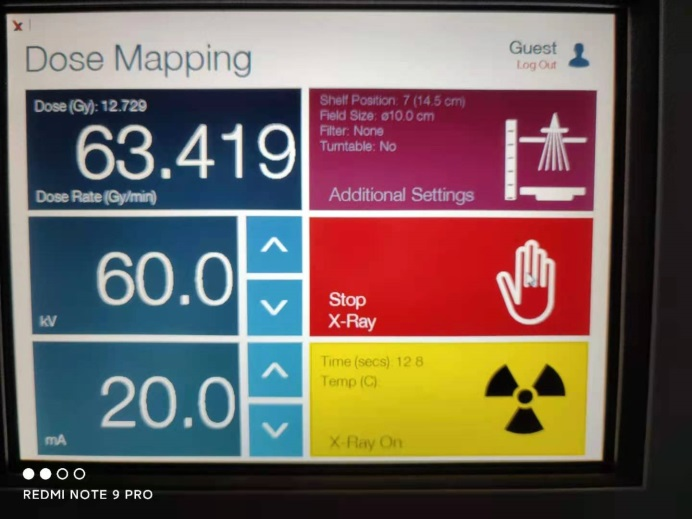 Dose Mapping
Guest
Log Out
Dose (Gy): 12.729
63.419
Dose Rate (Gy/min)
Shelf Position: 7 (14.5 cm)
Field Size: ø10.0 cm
Filter: None
Turntable: No
Additional Settings
60.0
kV
Stop
X-Ray
20.0
mA
Time (secs): 12.8
Temp (C):
X-Ray On
REDMI NOTE 9 PRO